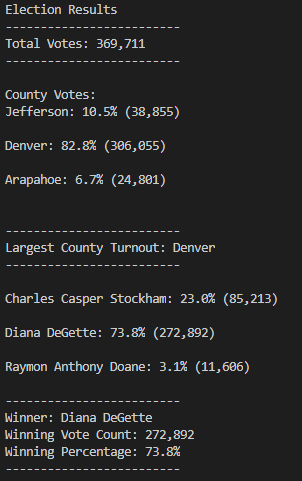 Election Results
-------------------------
Total Votes: 369,711
-------------------------
County Votes:
Jefferson: 10.5% (38,855)
Denver: 82.8% (306,055)
Arapahoe: 6.7% (24,801)
-------------------------
Largest County Turnout: Denver
-------------------------
Charles Casper Stockham: 23.0% (85,213)
Diana DeGette: 73.8% (272,892)
Raymon Anthony Doane: 3.1% (11,606)
-------------------------
Winner: Diana DeGette
Winning Vote Count: 272,892
Winning Percentage: 73.8%
-------------------------